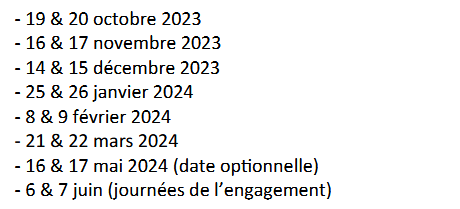 - 19 & 20 octobre 2023
- 16 & 17 novembre 2023
- 14 & 15 décembre 2023
- 25 & 26 janvier 2024
- 8 & 9 février 2024
- 21 & 22 mars 2024
- 16 & 17 mai 2024 (date optionnelle)
- 6 & 7 juin (journées de l’engagement)